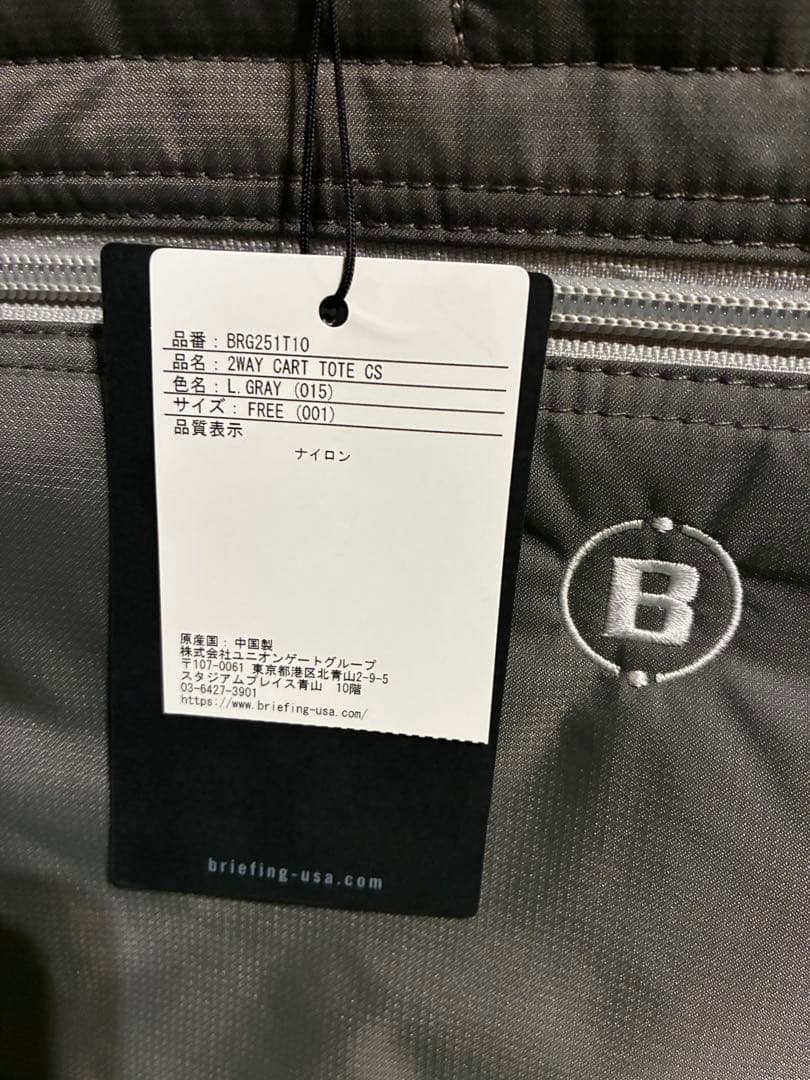 品番：BRG251T10
品名：2WAY CART TOTE CS
色名：L.GRAY (015)
サイズ：FREE (001)
品質表示
ナイロン
B
原産国：中国製
株式会社ユニオンゲートグループ
〒107-0061 東京都港区北青山2-9-5
スタジアムプレイス青山 10階
03-6427-3901
https://www.briefing-usa.com/
briefing-usa.com